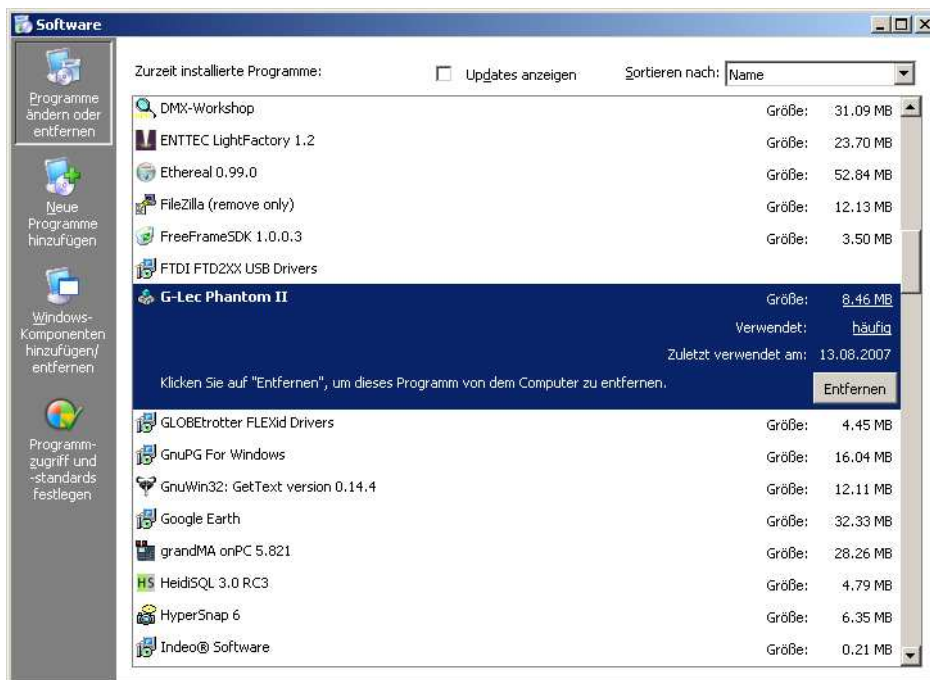 Software
Programme
ändern oder
entfernen
Neue
Programme
hinzufügen
Windows-
Komponenten
hinzufügen/
entfernen
Programm-
zugriff und
-standards
festlegen
Zurzeit installierte Programme: Updates anzeigen Sortieren nach: Name
DMX-Workshop Größe: 31.09 MB
ENTTEC LightFactory 1.2 Größe: 23.70 MB
Ethereal 0.99.0 Größe: 52.84 MB
FileZilla (remove only) Größe: 12.13 MB
FreeFrameSDK 1.0.0.3 Größe: 3.50 MB
FTDI FTD2XX USB Drivers
G-Lec Phantom II Größe: 8.46 MB
Verwendet: häufig
Zuletzt verwendet am: 13.08.2007
Klicken Sie auf "Entfernen", um dieses Programm von dem Computer zu entfernen. Entfernen
GLOBEtrotter FLEXid Drivers Größe: 4.45 MB
GnuPG For Windows Größe: 16.04 MB
GnuWin32: GetText version 0.14.4 Größe: 12.11 MB
Google Earth Größe: 32.33 MB
grandMA onPC 5.821 Größe: 28.26 MB
HS HeidiSQL 3.0 RC3 Größe: 4.79 MB
HyperSnap 6 Größe: 6.35 MB
Indeo® Software Größe: 0.21 MB